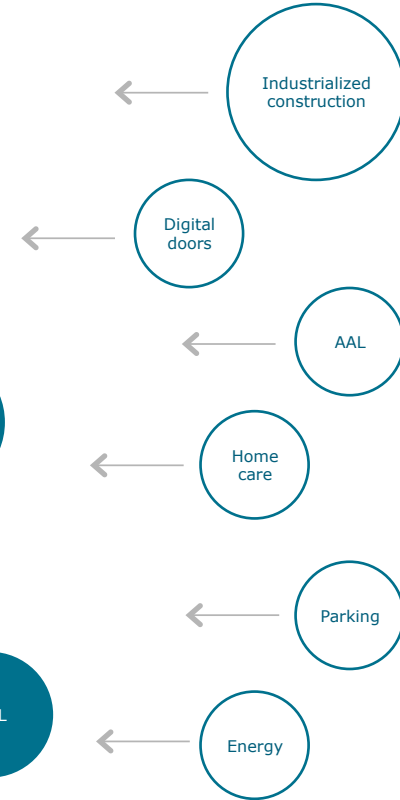 Industrialized
construction
Digital
doors
AAL
Home
care
Parking
L
Energy